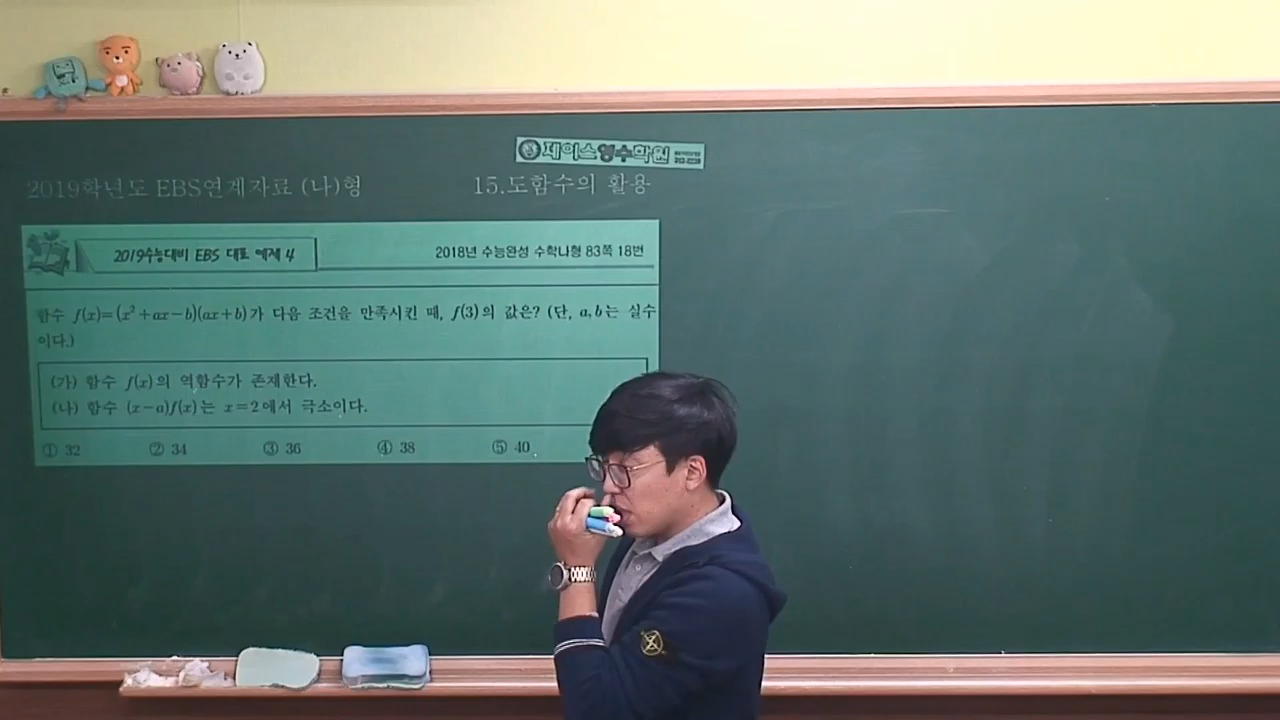 제이스영수학원
2019학년도 EBS연계자료 (나)형 15.도함수의 활용
2019수능대비 EBS 대표 예제 4 2018년 수능완성 수학나형 83쪽 18번
함수 f(x)=(x²+ax-b)(ax+b)가 다음 조건을 만족시킬 때, f(3)의 값은? (단, a, b는 실수
이다.)
(가) 함수 f(x)의 역함수가 존재한다.
(나) 함수 (x-a)f(x)는 x=2에서 극소이다.
① 32 ② 34 ③ 36 ④ 38 ⑤ 40